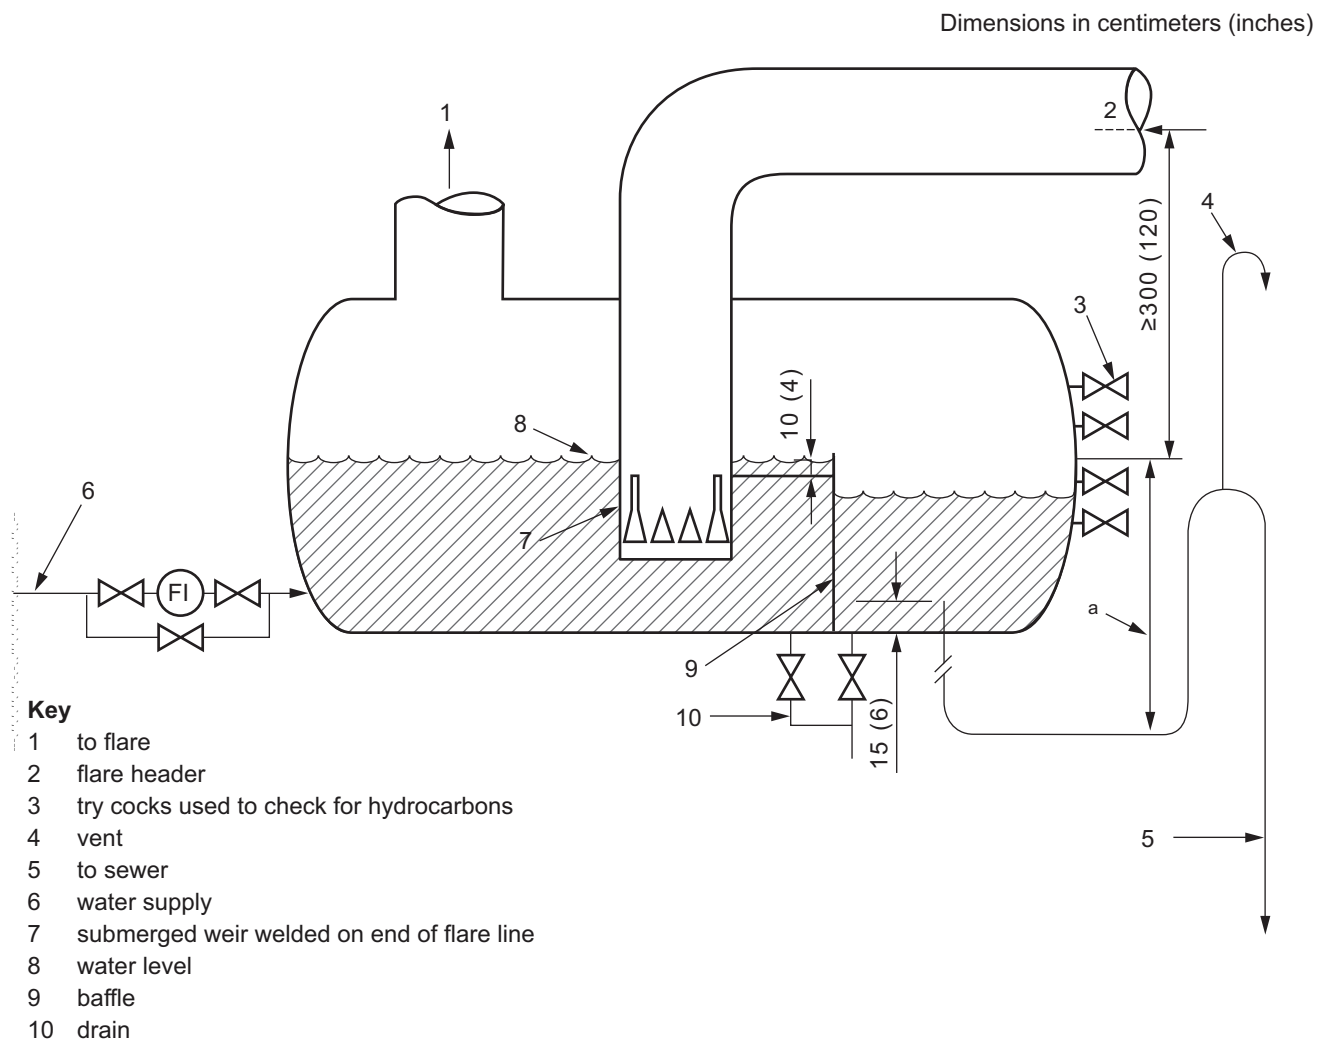 Dimensions in centimeters (inches)
1
2
4
≥300 (120)
3
10 (4)
8
6
7
FI
a
9
10
15 (6)
5
Key
1 to flare
2 flare header
3 try cocks used to check for hydrocarbons
4 vent
5 to sewer
6 water supply
7 submerged weir welded on end of flare line
8 water level
9 baffle
10 drain